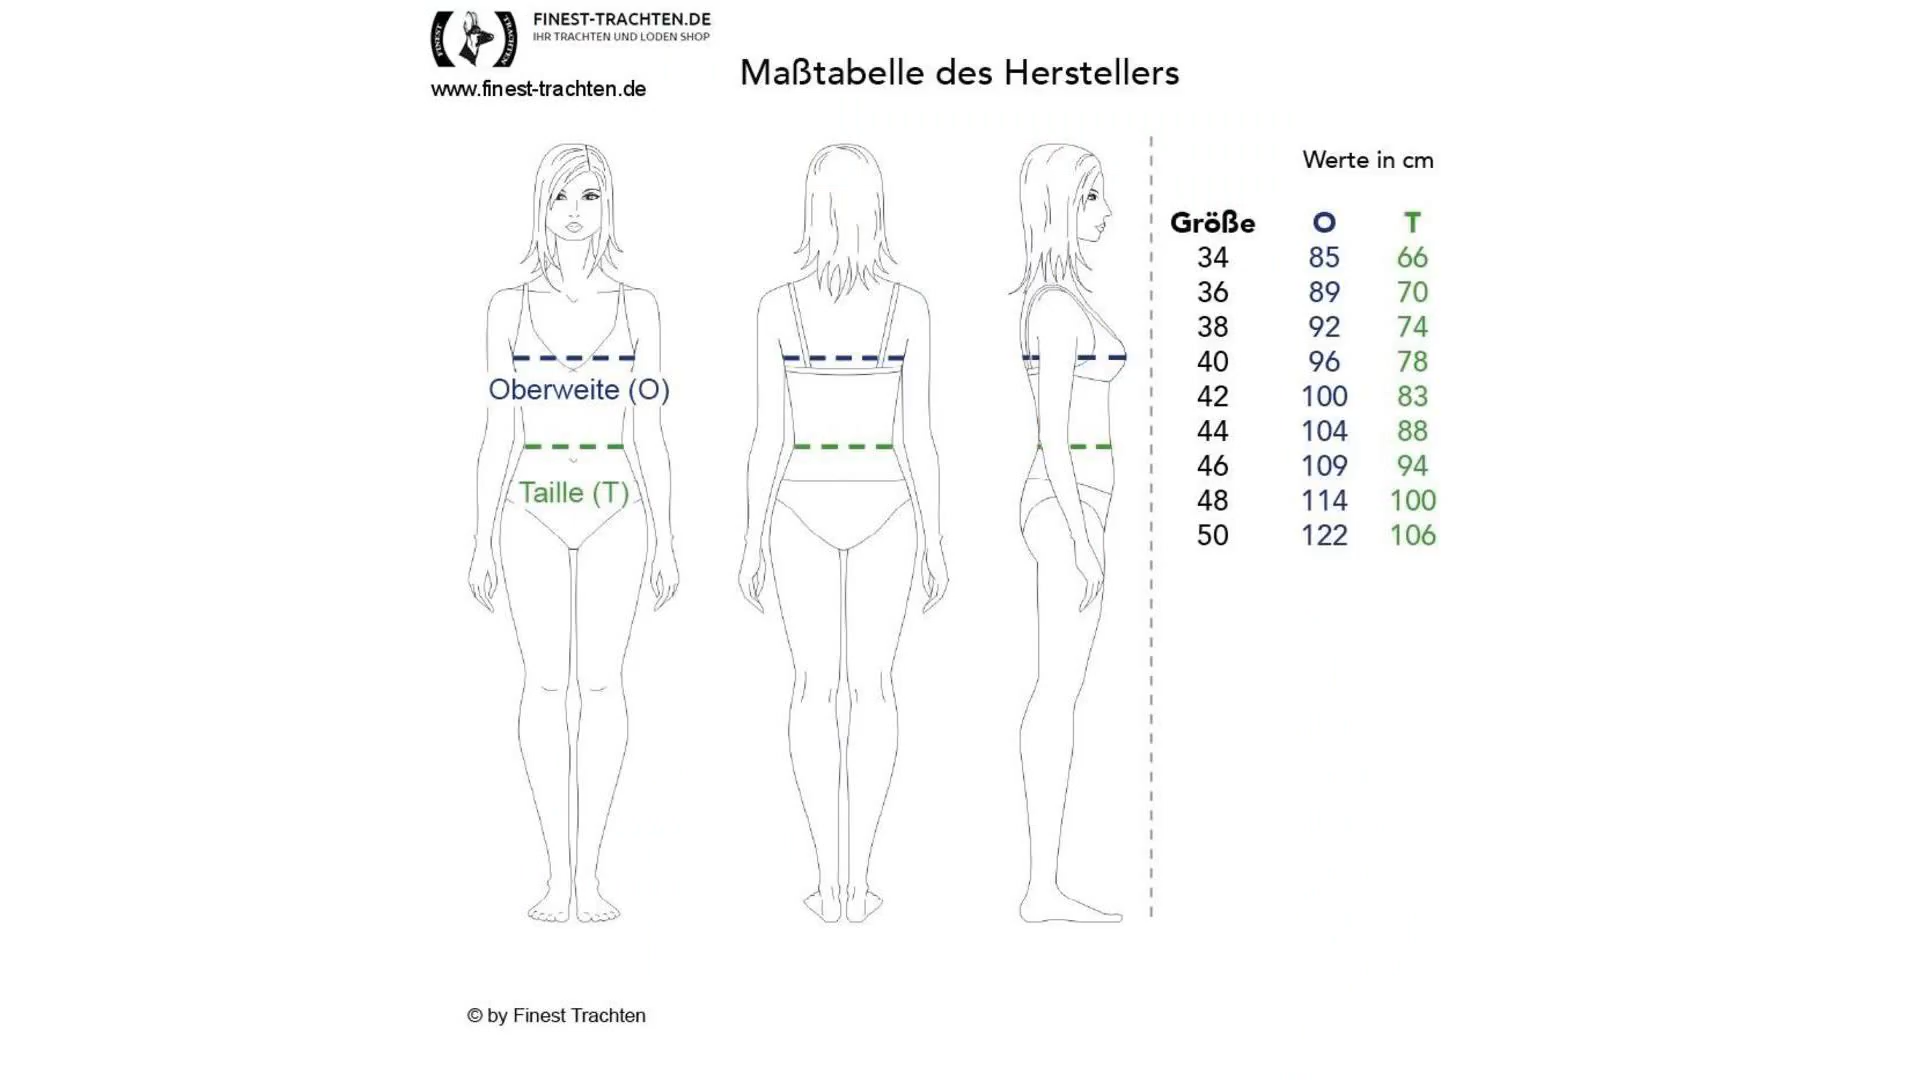 FINEST
TRACHTEN
FINEST-TRACHTEN.DE
IHR TRACHTEN UND LODEN SHOP
www.finest-trachten.de
Maßtabelle des Herstellers
Werte in cm
Größe O T
34 85 66
36 89 70
38 92 74
40 96 78
42 100 83
44 104 88
46 109 94
48 114 100
50 122 106
Oberweite (O)
Taille (T)
© by Finest Trachten